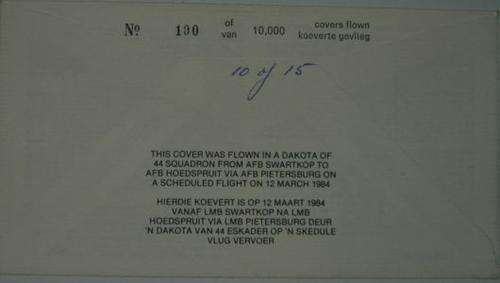 Nº 190 of van 10,000 covers flown koeverte gevlieg
10 of 15
THIS COVER WAS FLOWN IN A DAKOTA OF
44 SQUADRON FROM AFB SWARTKOP TO
AFB HOEDSPRUIT VIA AFB PIETERSBURG ON
A SCHEDULED FLIGHT ON 12 MARCH 1984
HIERDIE KOEVERT IS OP 12 MAART 1984
VANAF LMB SWARTKOP NA LMB
HOEDSPRUIT VIA LMB PIETERSBURG DEUR
'N DAKOTA VAN 44 ESKADER OP 'N SKEDULE
VLUG VERVOER